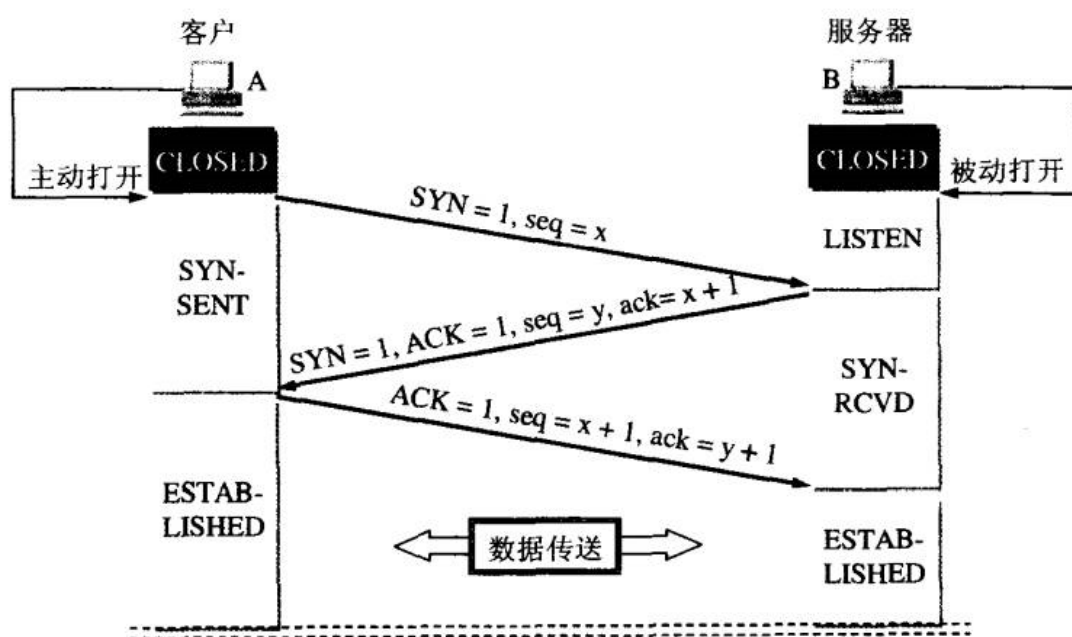 客户
服务器
A
B
CLOSED
CLOSED
主动打开
被动打开
SYN = 1, seq = x
LISTEN
SYN-
SENT
SYN = 1, ACK = 1, seq = y, ack= x + 1
SYN-
RCVD
ACK = 1, seq = x + 1, ack = y + 1
ESTAB-
LISHED
数据传送
ESTAB-
LISHED